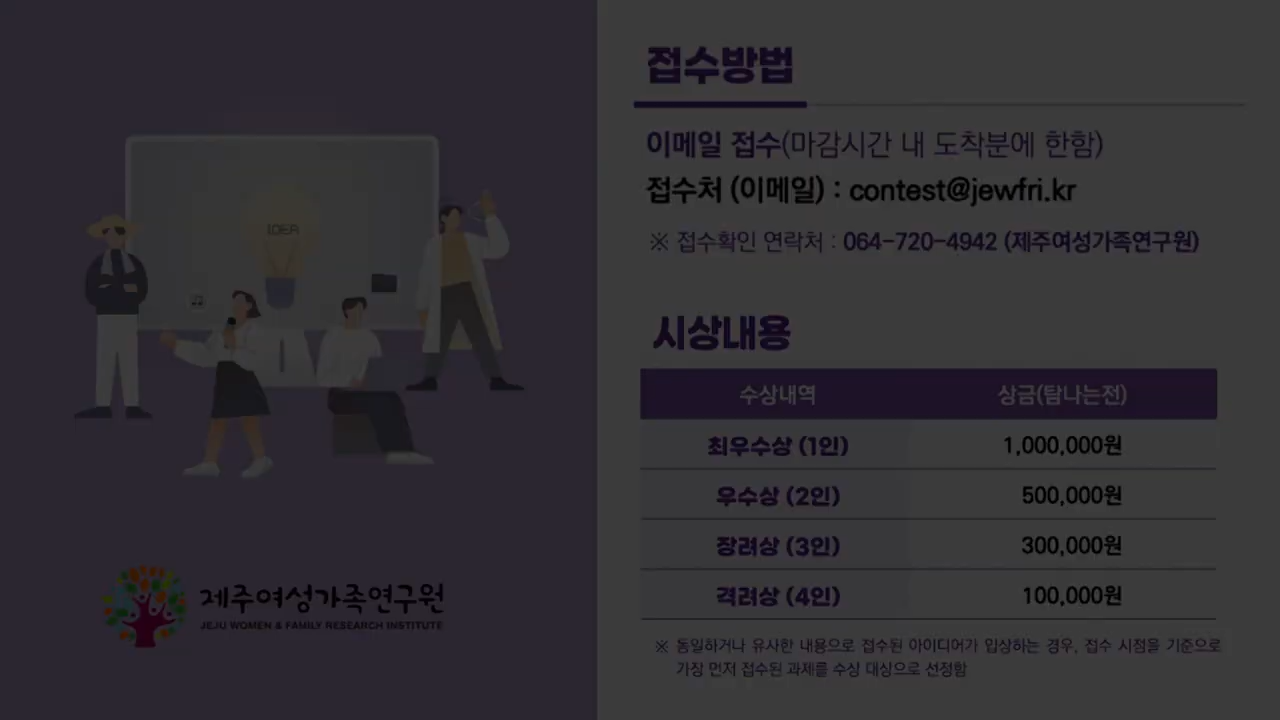 IDEA
제주여성가족연구원
JEJU WOMEN & FAMILY RESEARCH INSTITUTE
접수방법
이메일 접수(마감시간 내 도착분에 한함)
접수처 (이메일) : contest@jewfri.kr
※ 접수확인 연락처 : 064-720-4942 (제주여성가족연구원)
시상내용
수상내역 상금(탐나는전)
최우수상 (1인) 1,000,000원
우수상 (2인) 500,000원
장려상 (3인) 300,000원
격려상 (4인) 100,000원
※ 동일하거나 유사한 내용으로 접수된 아이디어가 입상하는 경우, 접수 시점을 기준으로
가장 먼저 접수된 과제를 수상 대상으로 선정함